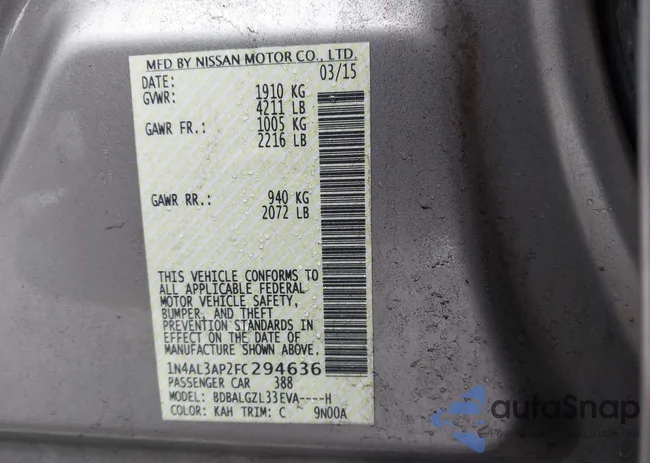 MFD BY NISSAN MOTOR CO., LTD.
DATE: 03/15
GVWR: 1910 KG
4211 LB
GAWR FR.: 1005 KG
2216 LB
GAWR RR.: 940 KG
2072 LB
THIS VEHICLE CONFORMS TO
ALL APPLICABLE FEDERAL
MOTOR VEHICLE SAFETY,
BUMPER, AND THEFT
PREVENTION STANDARDS IN
EFFECT ON THE DATE OF
MANUFACTURE SHOWN ABOVE.
1N4AL3AP2FC294636
PASSENGER CAR 388
MODEL: BDBALGZL33EVA----H
COLOR: KAH TRIM: C 9N00A
autoSnap